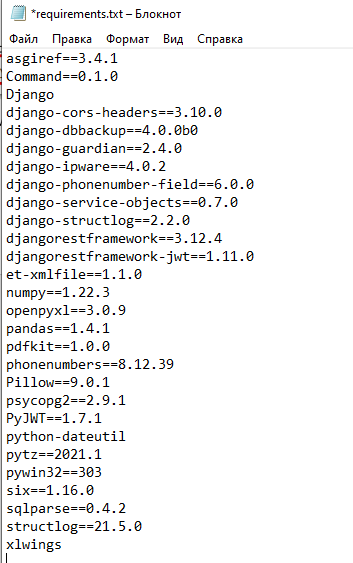 *requirements.txt – Блокнот
Файл Правка Формат Вид Справка
asgiref==3.4.1
Command==0.1.0
Django
django-cors-headers==3.10.0
django-dbbackup==4.0.0b0
django-guardian==2.4.0
django-ipware==4.0.2
django-phonenumber-field==6.0.0
django-service-objects==0.7.0
django-structlog==2.2.0
djangorestframework==3.12.4
djangorestframework-jwt==1.11.0
et-xmlfile==1.1.0
numpy==1.22.3
openpyxl==3.0.9
pandas==1.4.1
pdfkit==1.0.0
phonenumbers==8.12.39
Pillow==9.0.1
psycopg2==2.9.1
PyJWT==1.7.1
python-dateutil
pytz==2021.1
pywin32==303
six==1.16.0
sqlparse==0.4.2
structlog==21.5.0
xlwings